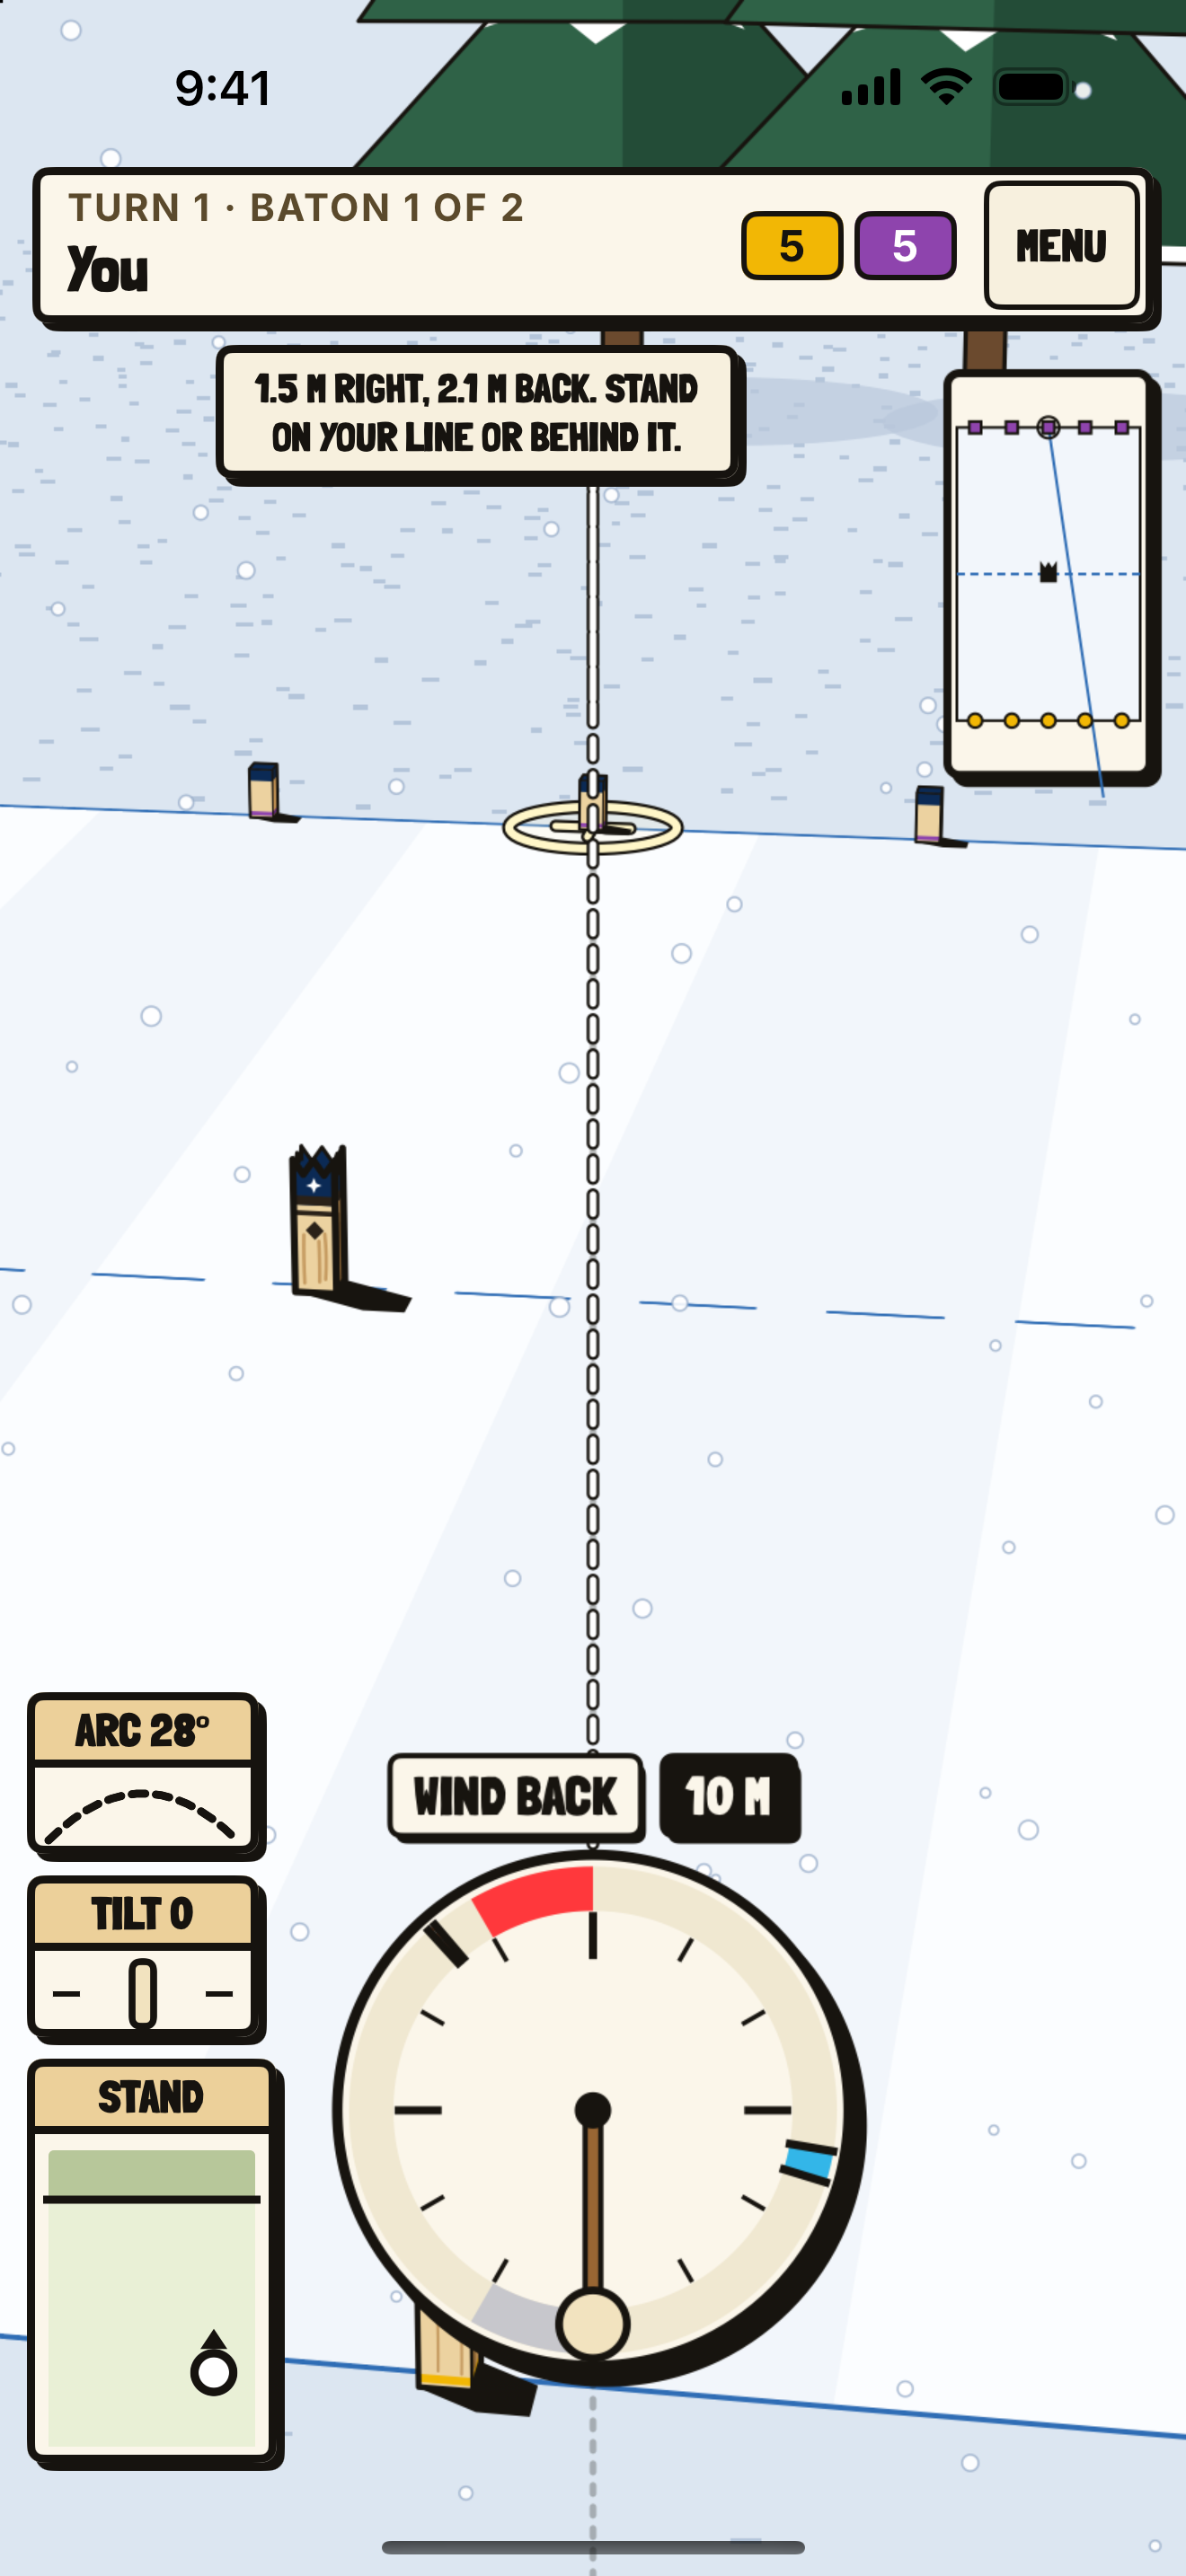 9:41
TURN 1 · BATON 1 OF 2
You
5
5
MENU
1.5 M RIGHT, 2.1 M BACK. STAND
ON YOUR LINE OR BEHIND IT.
ARC 28°
WIND BACK
10 M
TILT 0
STAND